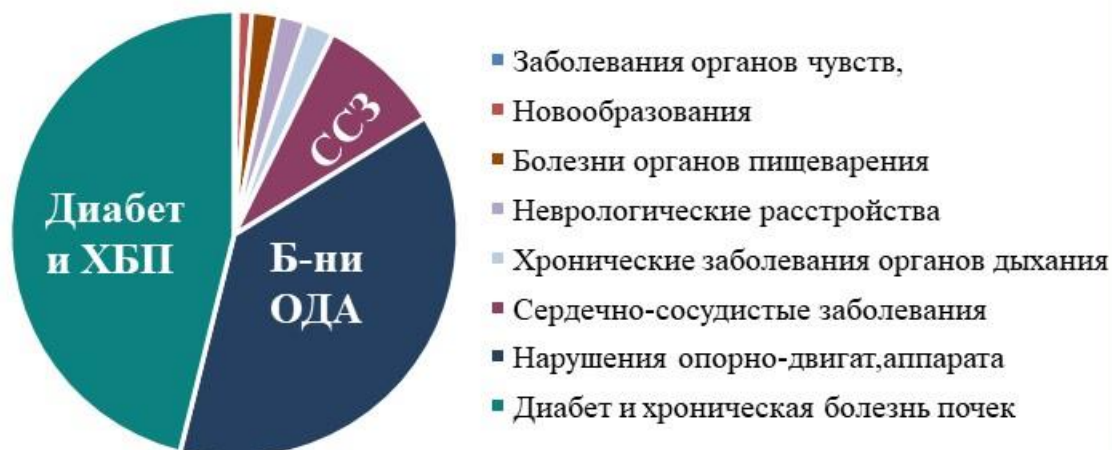 Диабет
и ХБП
Б-ни
ОДА
ССЗ
Заболевания органов чувств,
Новообразования
Болезни органов пищеварения
Неврологические расстройства
Хронические заболевания органов дыхания
Сердечно-сосудистые заболевания
Нарушения опорно-двигат,аппарата
Диабет и хроническая болезнь почек